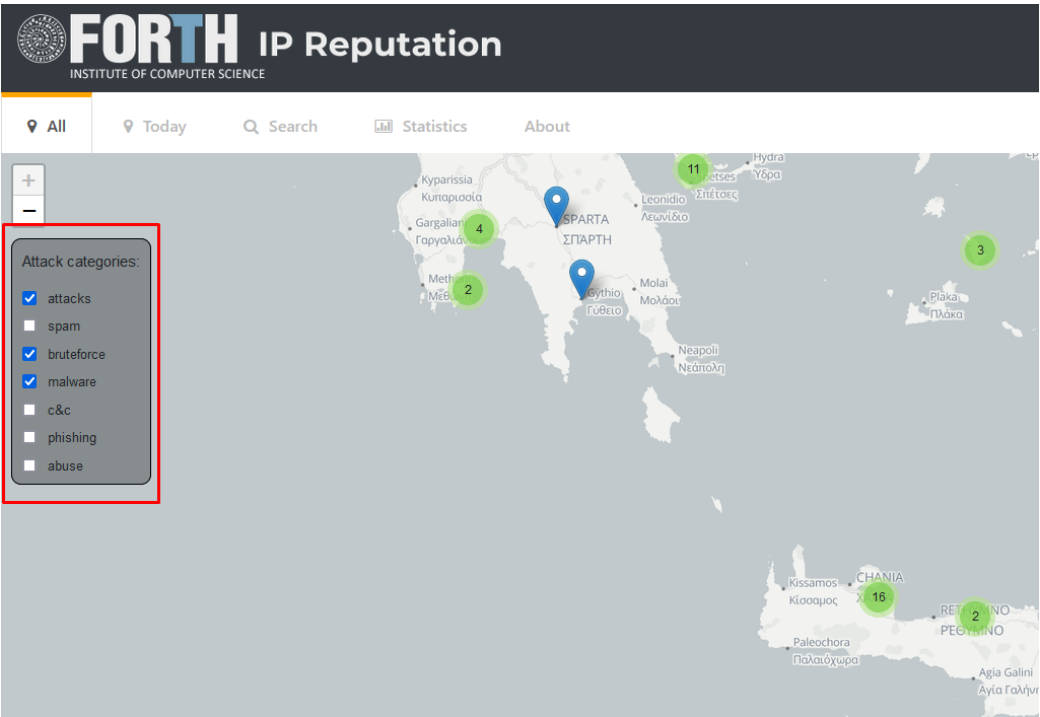 FORTH IP Reputation
INSTITUTE OF COMPUTER SCIENCE
All Today Search Statistics About
+
−
Attack categories:
attacks
spam
bruteforce
malware
c&c
phishing
abuse
Hydra
Ύδρα
11
Σπέτσες
Kyparissia
Κυπαρισσία
Leonidio
Λεωνίδιο
SPARTA
ΣΠΆΡΤΗ
4
3
2
Molai
Μολάοι
Gythio
Γύθειο
Plaka
Πλάκα
Neapoli
Νεάπολη
Kissamos
Κίσσαμος
CHANIA
16
2
Paleochora
Παλαιόχωρα
Agia Galini